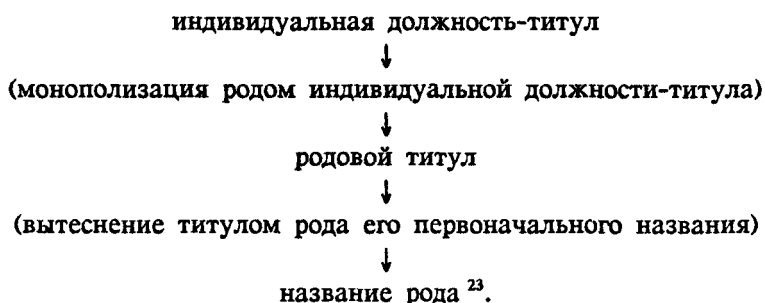 индивидуальная должность-титул
↓
(монополизация родом индивидуальной должности-титула)
↓
родовой титул
↓
(вытеснение титулом рода его первоначального названия)
↓
название рода ²³.